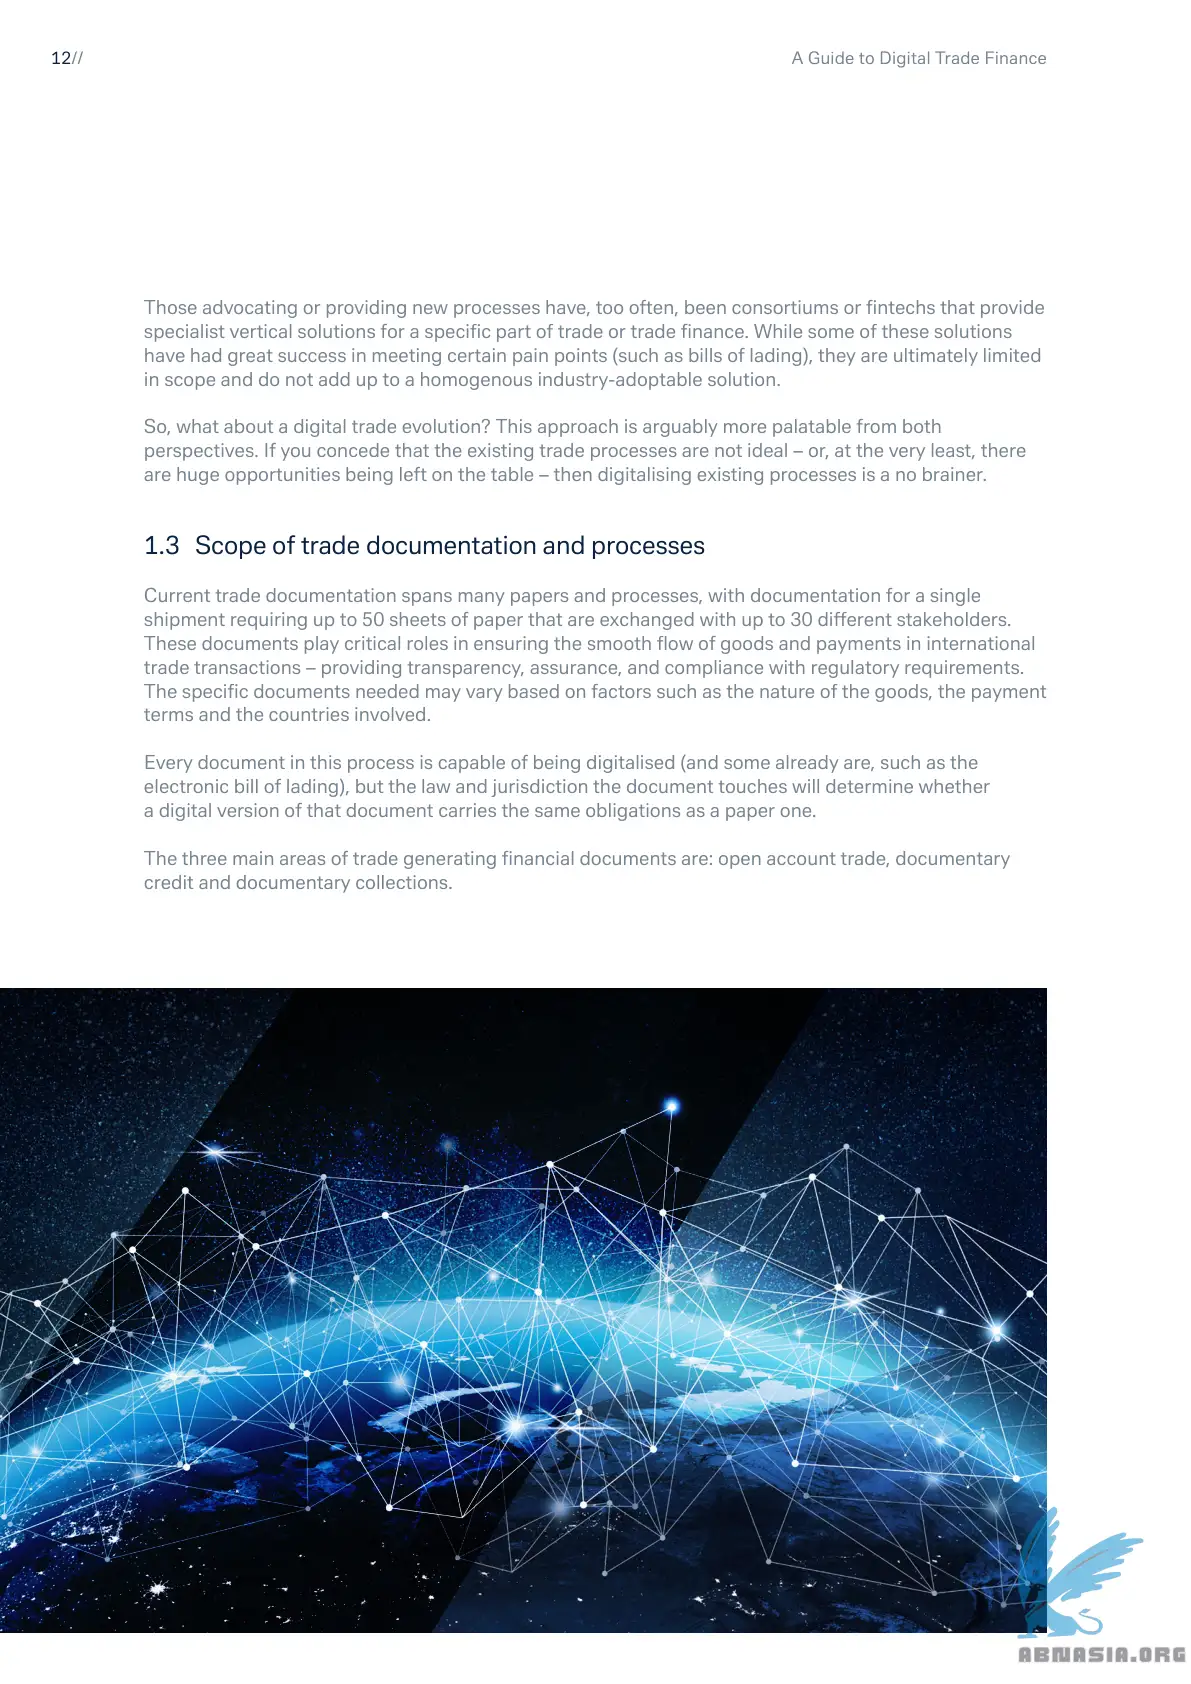 12//
A Guide to Digital Trade Finance
Those advocating or providing new processes have, too often, been consortiums or fintechs that provide
specialist vertical solutions for a specific part of trade or trade finance. While some of these solutions
have had great success in meeting certain pain points (such as bills of lading), they are ultimately limited
in scope and do not add up to a homogenous industry-adoptable solution.
So, what about a digital trade evolution? This approach is arguably more palatable from both
perspectives. If you concede that the existing trade processes are not ideal – or, at the very least, there
are huge opportunities being left on the table – then digitalising existing processes is a no brainer.
1.3 Scope of trade documentation and processes
Current trade documentation spans many papers and processes, with documentation for a single
shipment requiring up to 50 sheets of paper that are exchanged with up to 30 different stakeholders.
These documents play critical roles in ensuring the smooth flow of goods and payments in international
trade transactions – providing transparency, assurance, and compliance with regulatory requirements.
The specific documents needed may vary based on factors such as the nature of the goods, the payment
terms and the countries involved.
Every document in this process is capable of being digitalised (and some already are, such as the
electronic bill of lading), but the law and jurisdiction the document touches will determine whether
a digital version of that document carries the same obligations as a paper one.
The three main areas of trade generating financial documents are: open account trade, documentary
credit and documentary collections.
ABNASIA.ORG